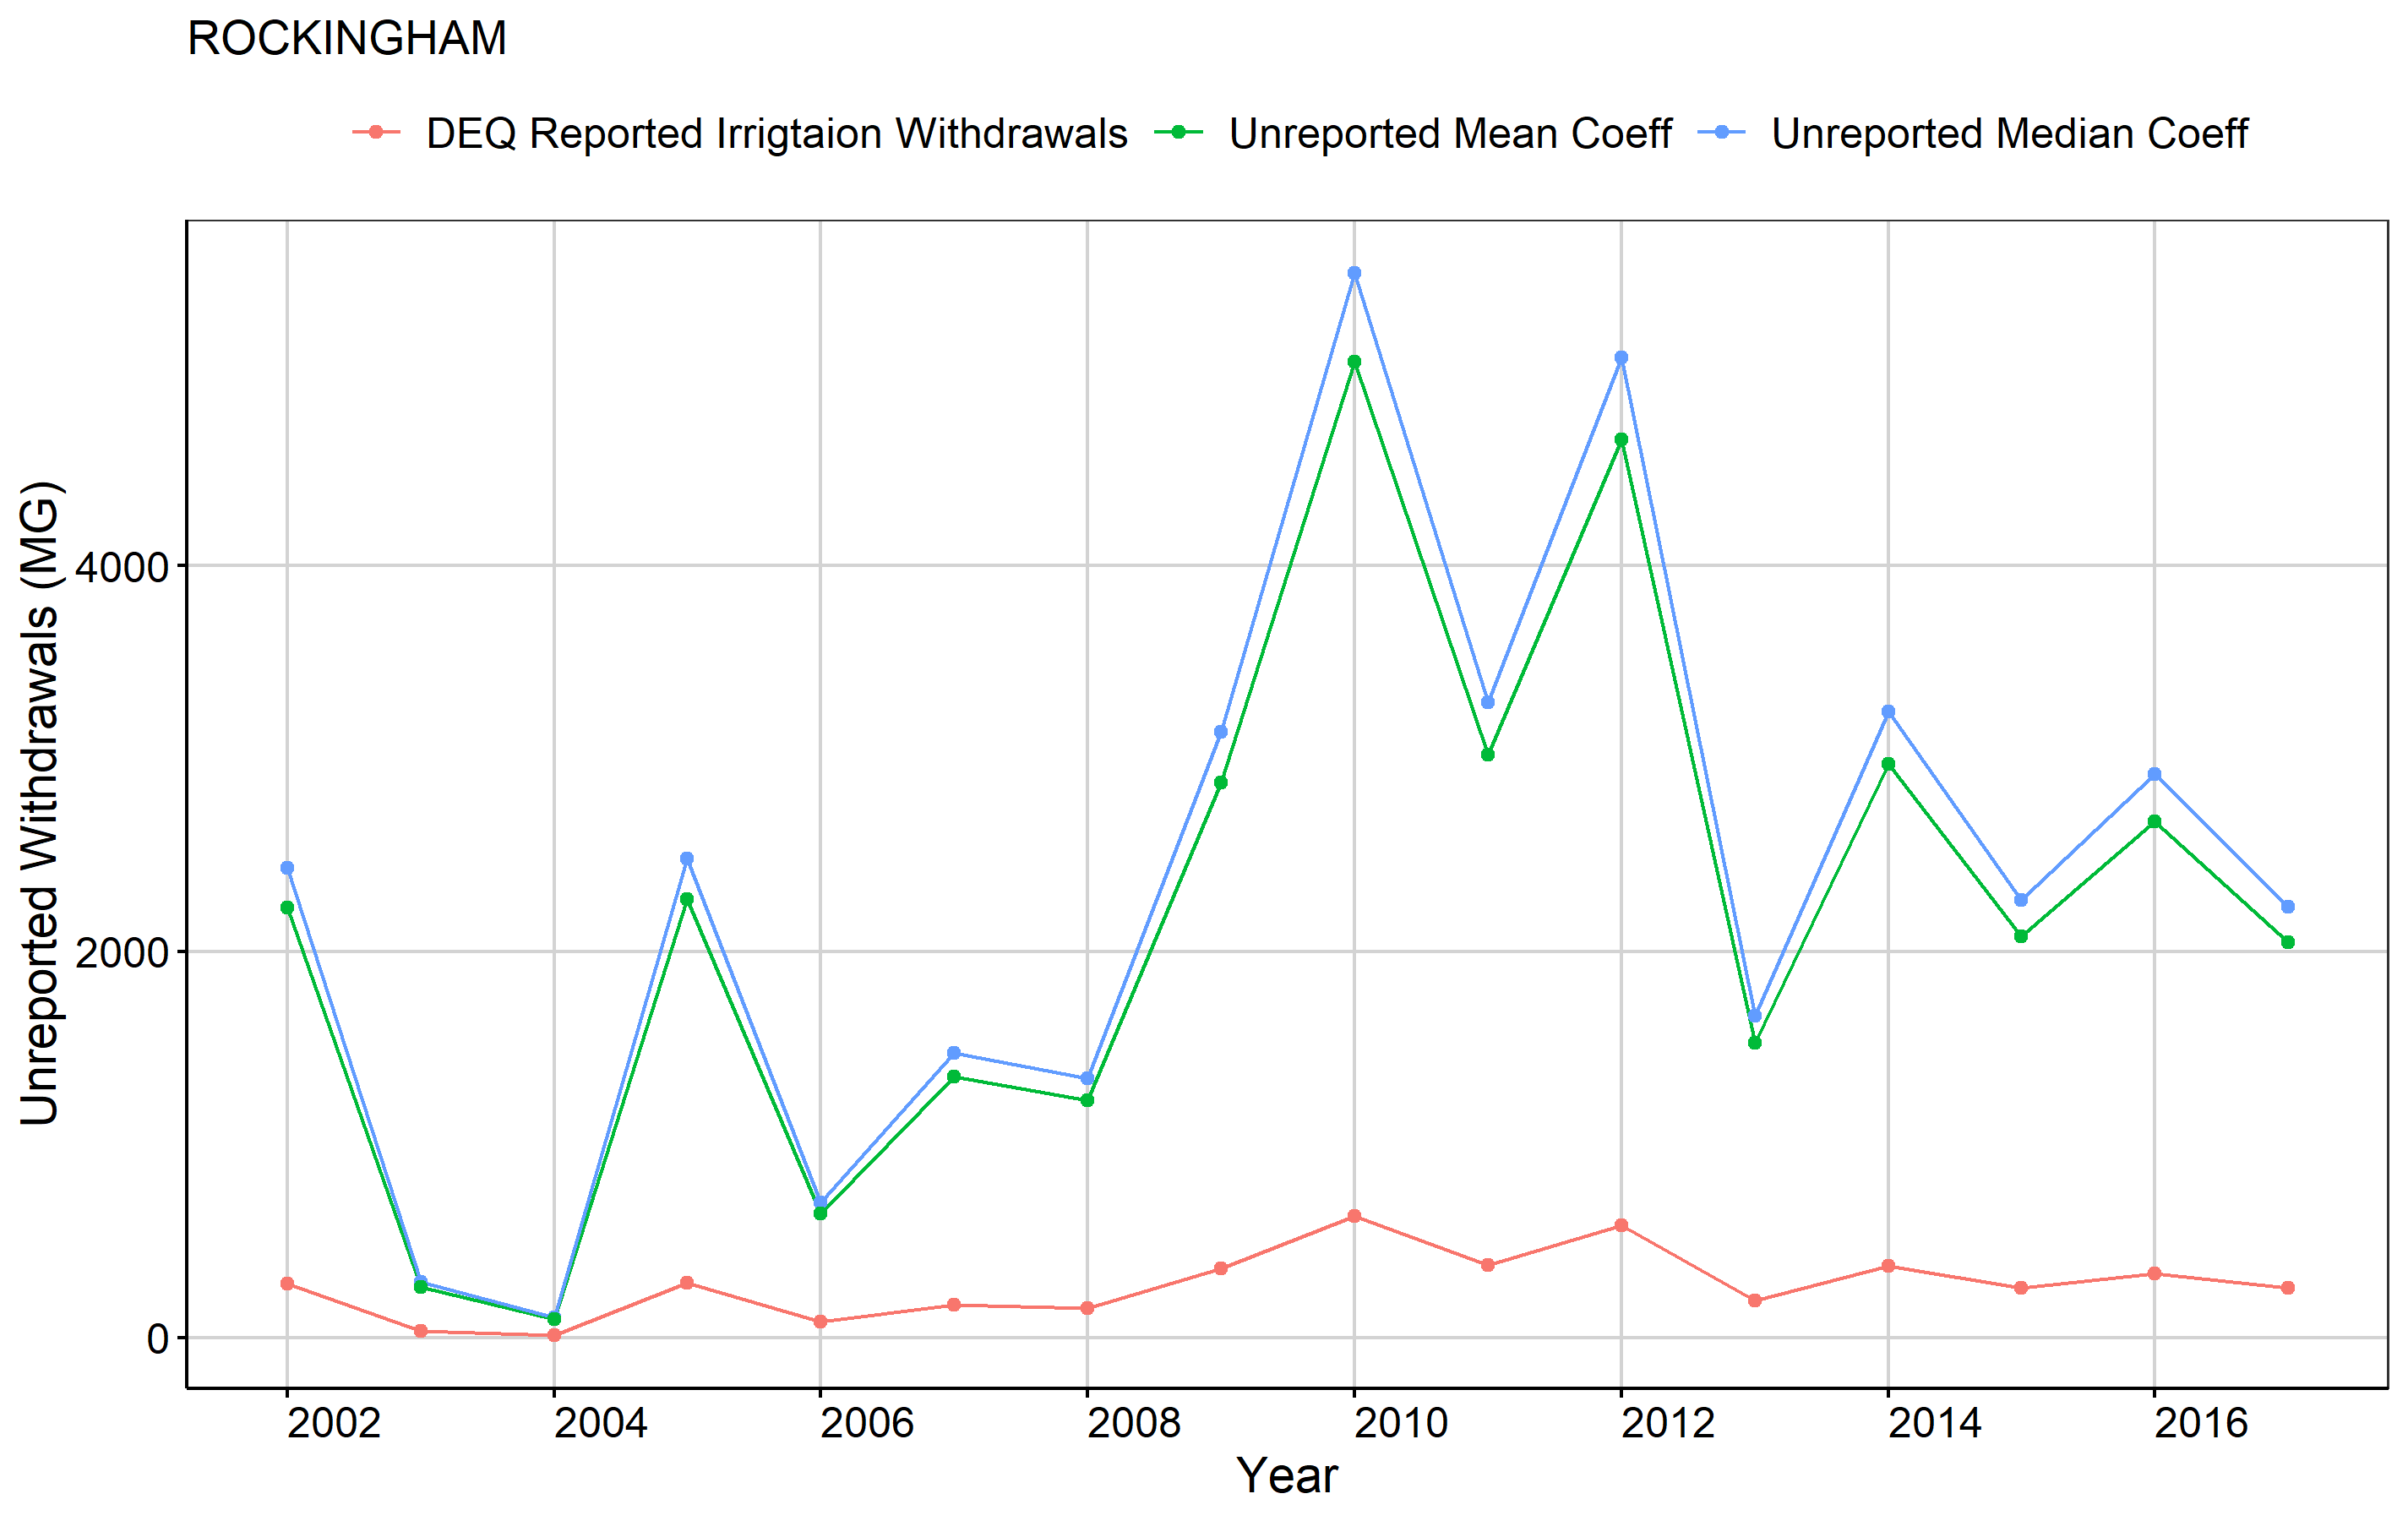 ROCKINGHAM
DEQ Reported Irrigtaion Withdrawals Unreported Mean Coeff Unreported Median Coeff
Unreported Withdrawals (MG)
4000
2000
0
2002 2004 2006 2008 2010 2012 2014 2016
Year